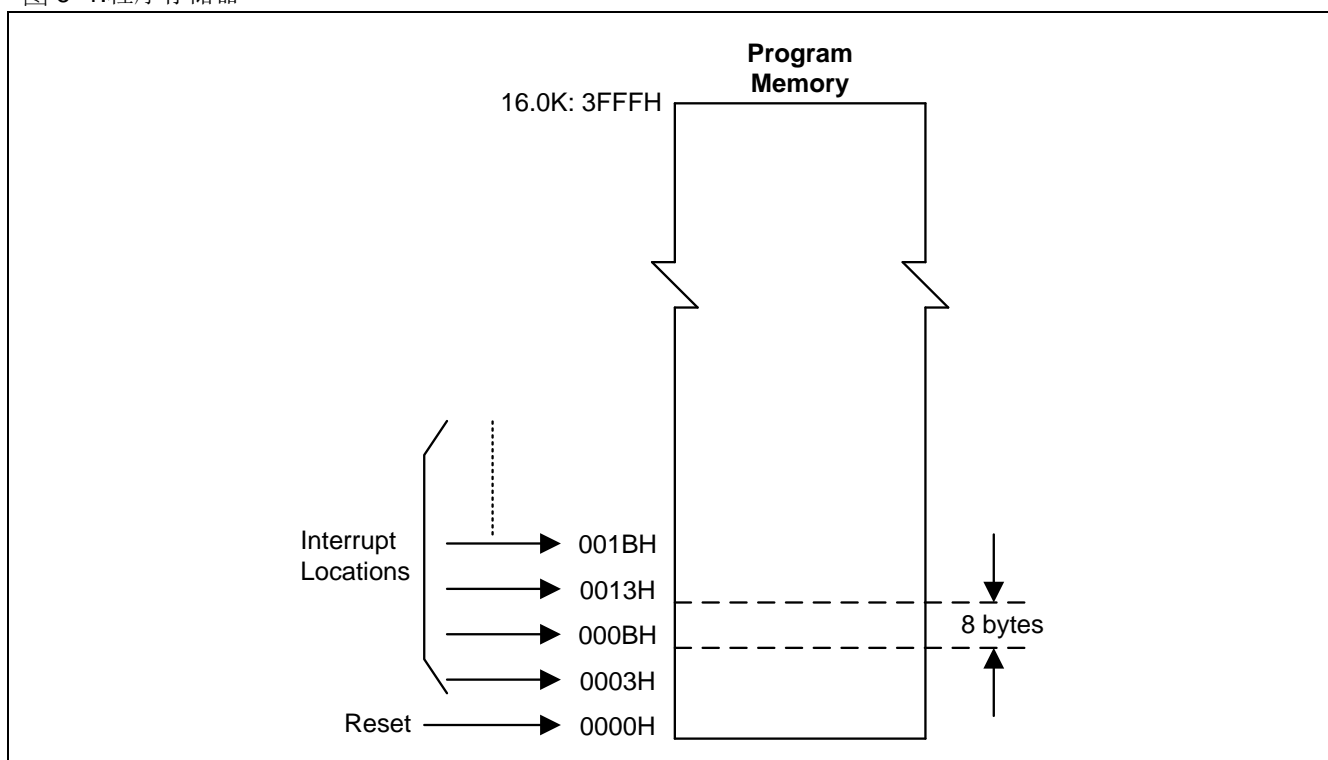 Program
Memory
16.0K: 3FFFH
Interrupt
Locations
001BH
0013H
000BH
0003H
8 bytes
Reset
0000H